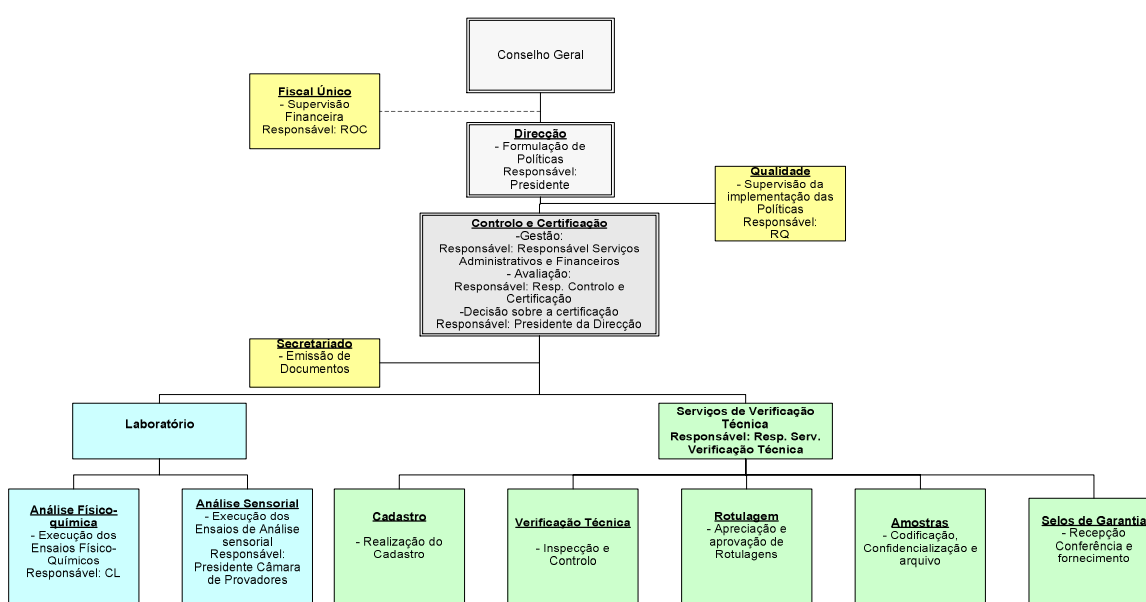 Conselho Geral
Fiscal Único
- Supervisão
Financeira
Responsável: ROC
Direcção
- Formulação de
Políticas
Responsável:
Presidente
Qualidade
- Supervisão da
implementação das
Políticas
Responsável:
RQ
Controlo e Certificação
-Gestão:
Responsável: Responsável Serviços
Administrativos e Financeiros
- Avaliação:
Responsável: Resp. Controlo e
Certificação
-Decisão sobre a certificação
Responsável: Presidente da Direcção
Secretariado
- Emissão de
Documentos
Laboratório
Serviços de Verificação
Técnica
Responsável: Resp. Serv.
Verificação Técnica
Análise Físico-
química
- Execução dos
Ensaios Físico-
Químicos
Responsável: CL
Análise Sensorial
- Execução dos
Ensaios de Análise
sensorial
Responsável:
Presidente Câmara
de Provadores
Cadastro
- Realização do
Cadastro
Verificação Técnica
- Inspecção e
Controlo
Rotulagem
- Apreciação e
aprovação de
Rotulagens
Amostras
- Codificação,
Confidencialização e
arquivo
Selos de Garantia
- Recepção
Conferência e
fornecimento